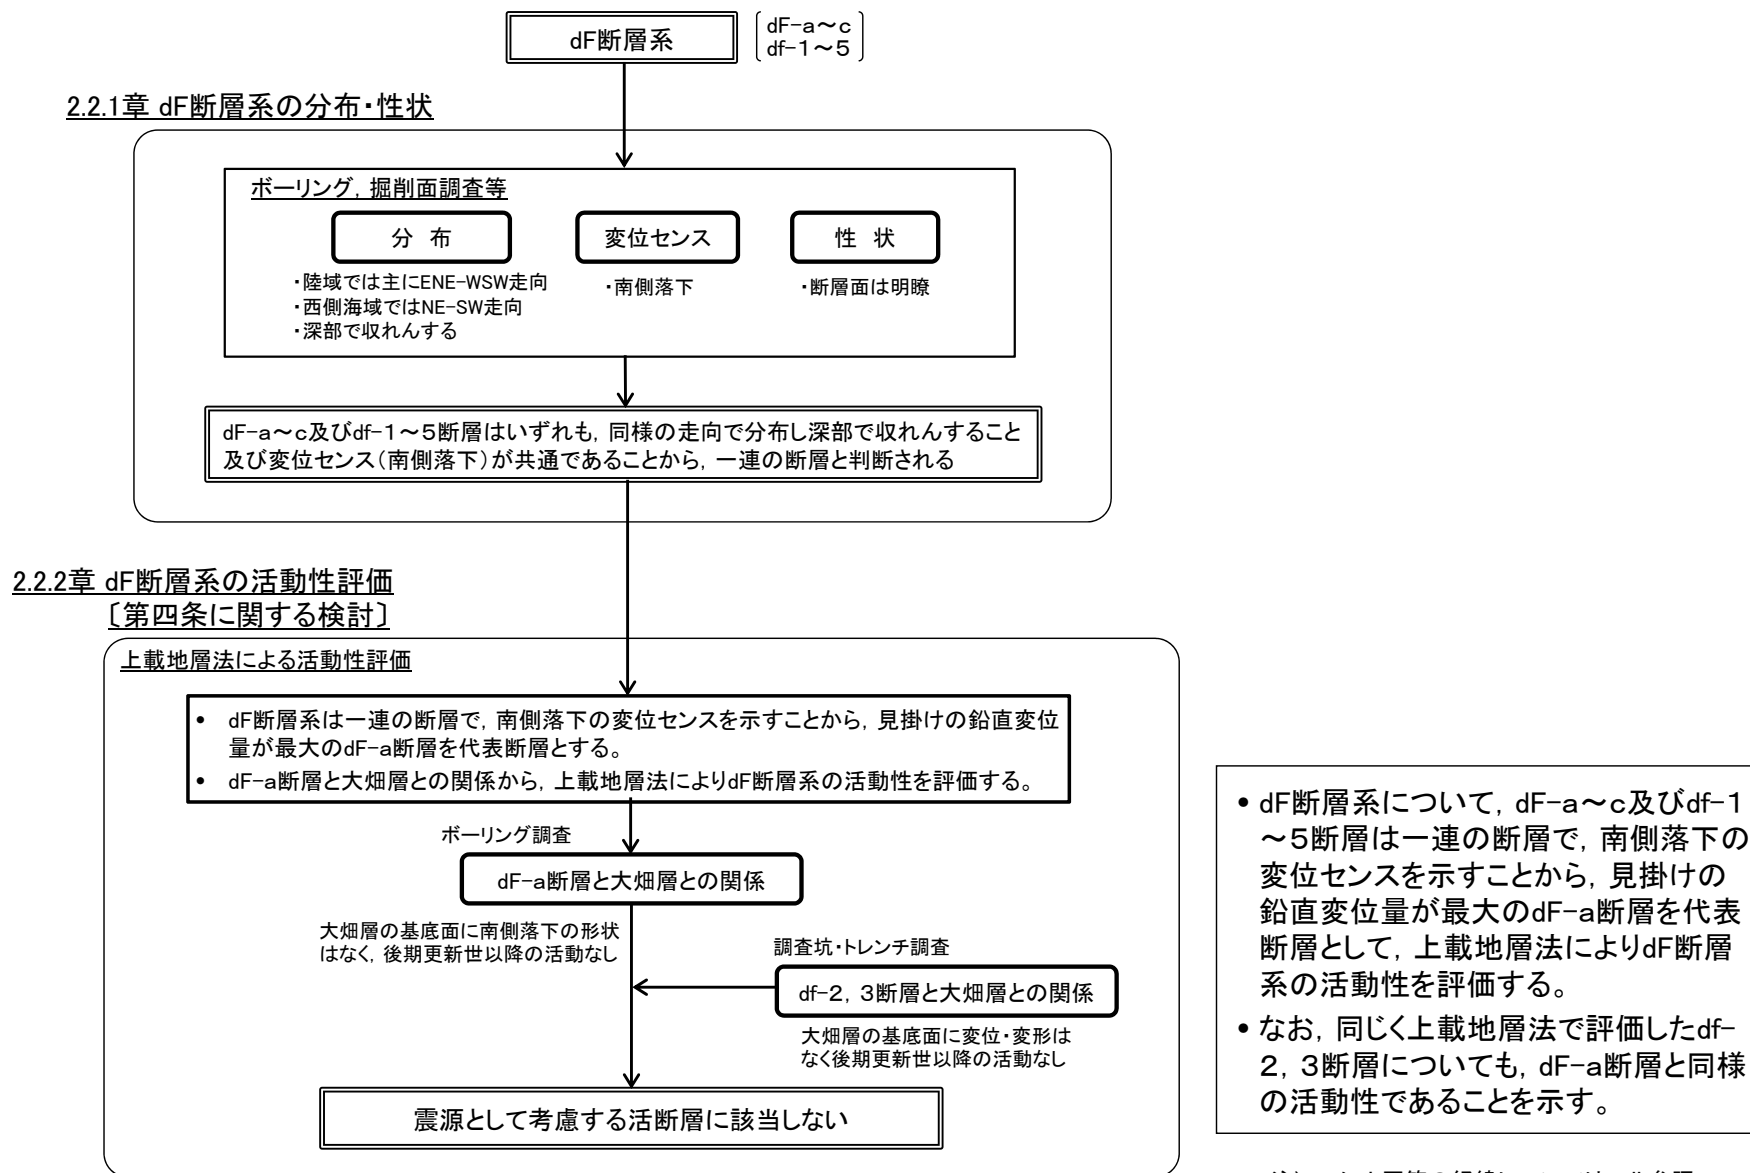 dF断層系
dF-a～c
df-1～5
2.2.1章 dF断層系の分布・性状
ボーリング, 掘削面調査等
分 布
変位センス
性 状
・陸域では主にENE-WSW走向
・西側海域ではNE-SW走向
・深部で収れんする
・南側落下
・断層面は明瞭
dF-a～c及びdf-1～5断層はいずれも, 同様の走向で分布し深部で収れんすること
及び変位センス(南側落下)が共通であることから, 一連の断層と判断される
2.2.2章 dF断層系の活動性評価
〔第四条に関する検討〕
上載地層法による活動性評価
• dF断層系は一連の断層で, 南側落下の変位センスを示すことから, 見掛けの鉛直変位
量が最大のdF-a断層を代表断層とする。
• dF-a断層と大畑層との関係から, 上載地層法によりdF断層系の活動性を評価する。
ボーリング調査
dF-a断層と大畑層との関係
大畑層の基底面に南側落下の形状
はなく, 後期更新世以降の活動なし
調査坑・トレンチ調査
df-2, 3断層と大畑層との関係
大畑層の基底面に変位・変形は
なく後期更新世以降の活動なし
震源として考慮する活断層に該当しない
• dF断層系について, dF-a～c及びdf-1
～5断層は一連の断層で, 南側落下の
変位センスを示すことから, 見掛けの
鉛直変位量が最大のdF-a断層を代表
断層として, 上載地層法によりdF断層
系の活動性を評価する。
• なお, 同じく上載地層法で評価したdf-
2, 3断層についても, dF-a断層と同様
の活動性であることを示す。